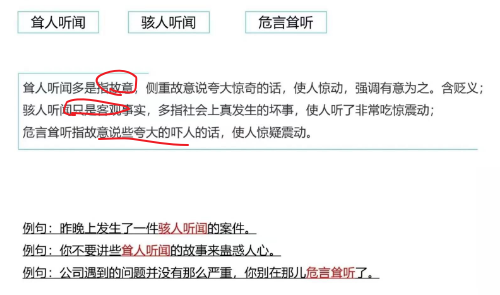 耸人听闻 骇人听闻 危言耸听
耸人听闻多是指故意，侧重故意说夸大惊奇的话，使人惊动，强调有意为之。含贬义；
骇人听闻只是客观事实，多指社会上真发生的坏事，使人听了非常吃惊震动；
危言耸听指故意说些夸大的吓人的话，使人惊疑震动。
例句：昨晚上发生了一件骇人听闻的案件。
例句：你不要讲些耸人听闻的故事来蛊惑人心。
例句：公司遇到的问题并没有那么严重，你别在那儿危言耸听了。